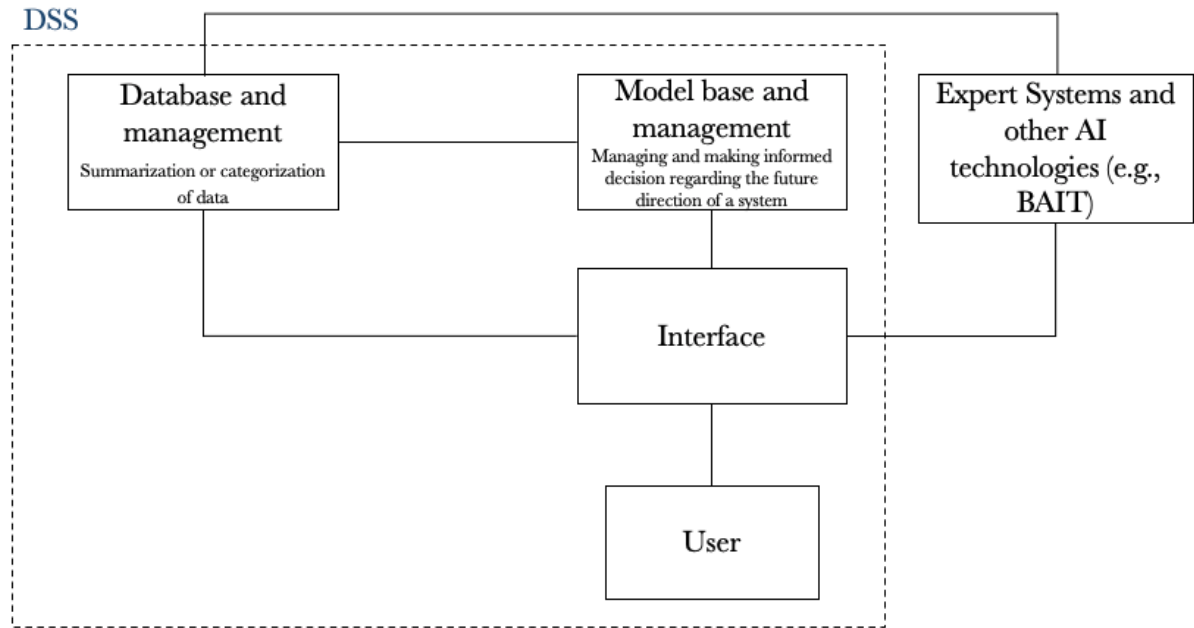 DSS
Database and
management
Summarization or categorization
of data
Model base and
management
Managing and making informed
decision regarding the future
direction of a system
Expert Systems and
other AI
technologies (e.g.,
BAIT)
Interface
User